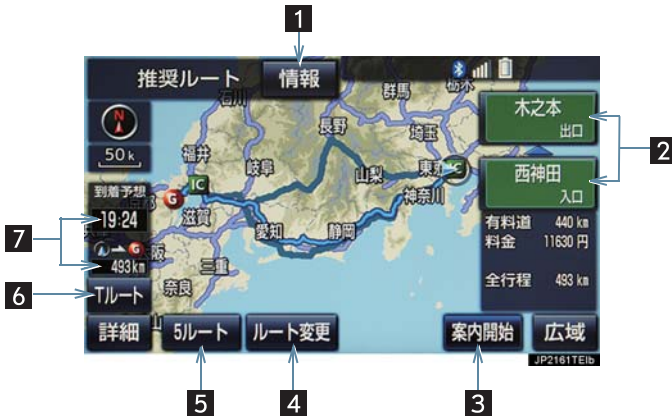 1
推奨ルート
情報
栃木
群馬
石川
長野
埼玉
N
50k
福井
岐阜
山梨
東京
IC
木之本
出口
2
西神田
入口
到着予想
19:24
G
IC
滋賀
愛知
静岡
神奈川
有料道 440 km
料金 11630 円
7
G
493km
阪
三重
全行程 493 km
6
Tルート
奈良
詳細
山
5ルート
ルート変更
案内開始
広域
JP2161TEIb
5
4
3